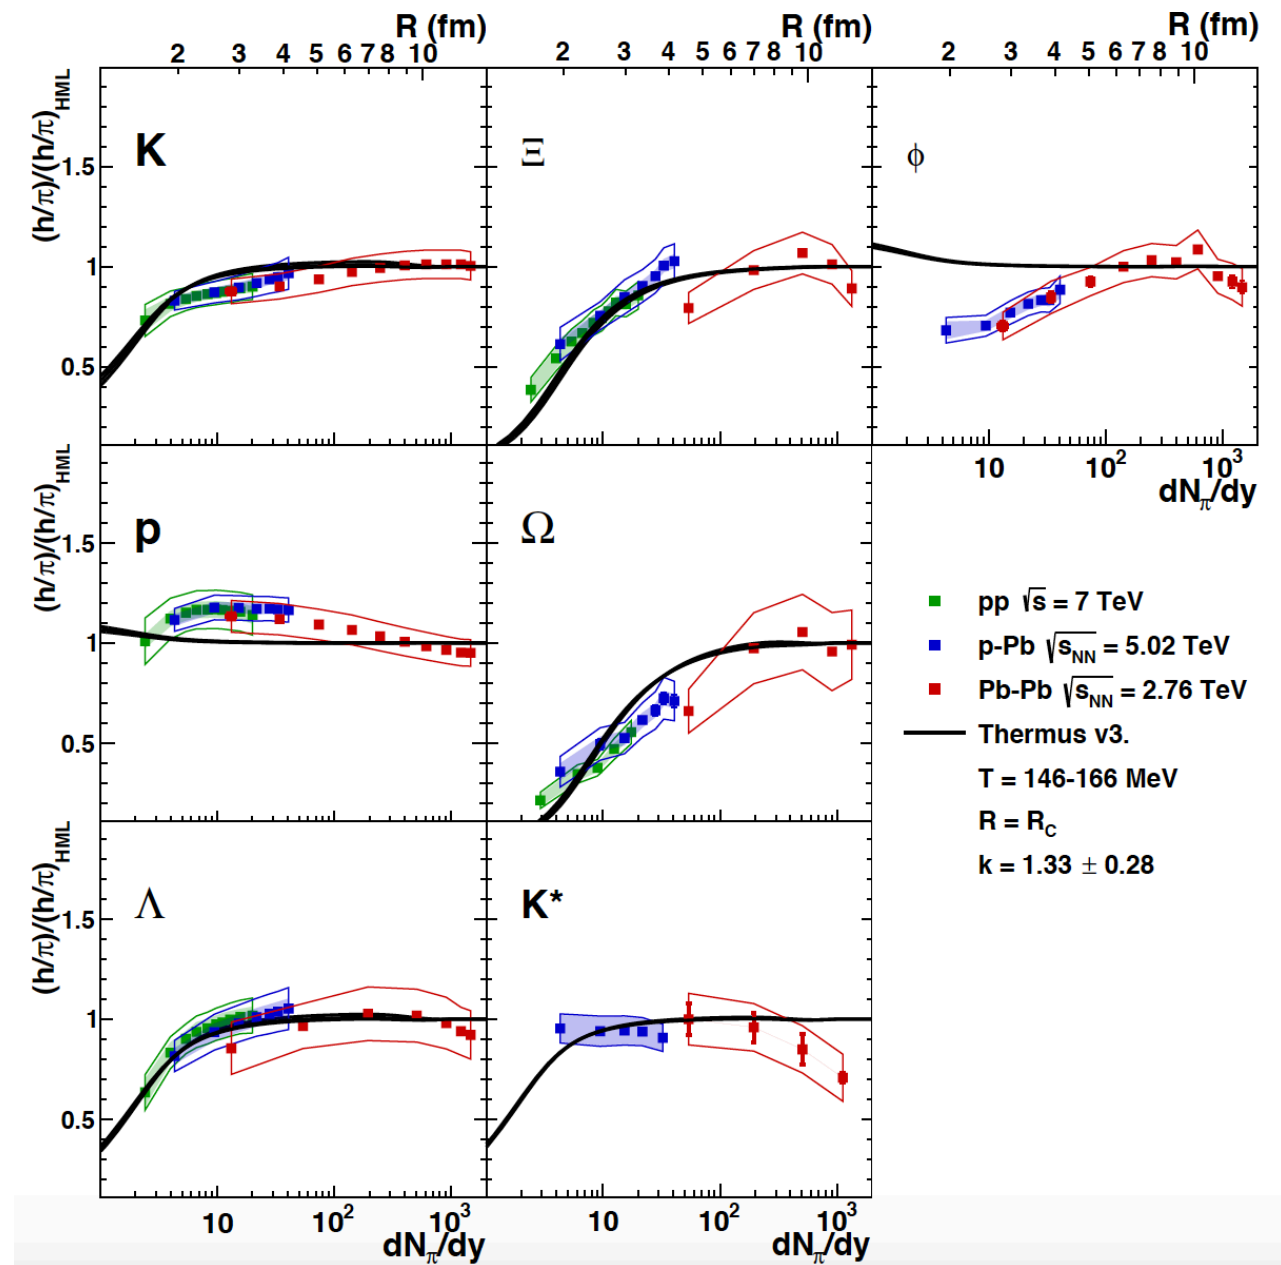 R (fm) R (fm) R (fm)
2 3 4 5 6 7 8 10 2 3 4 5 6 7 8 10 2 3 4 5 6 7 8 10
(h/π)/(h/π)HML
K Ξ ϕ
1.5
1
0.5
10 10² 10³
dNπ/dy
(h/π)/(h/π)HML
p Ω
1.5
1
0.5
pp √s = 7 TeV
p-Pb √sNN = 5.02 TeV
Pb-Pb √sNN = 2.76 TeV
Thermus v3.
T = 146-166 MeV
R = RC
k = 1.33 ± 0.28
(h/π)/(h/π)HML
Λ K*
1.5
1
0.5
10 10² 10³ 10 10² 10³
dNπ/dy dNπ/dy